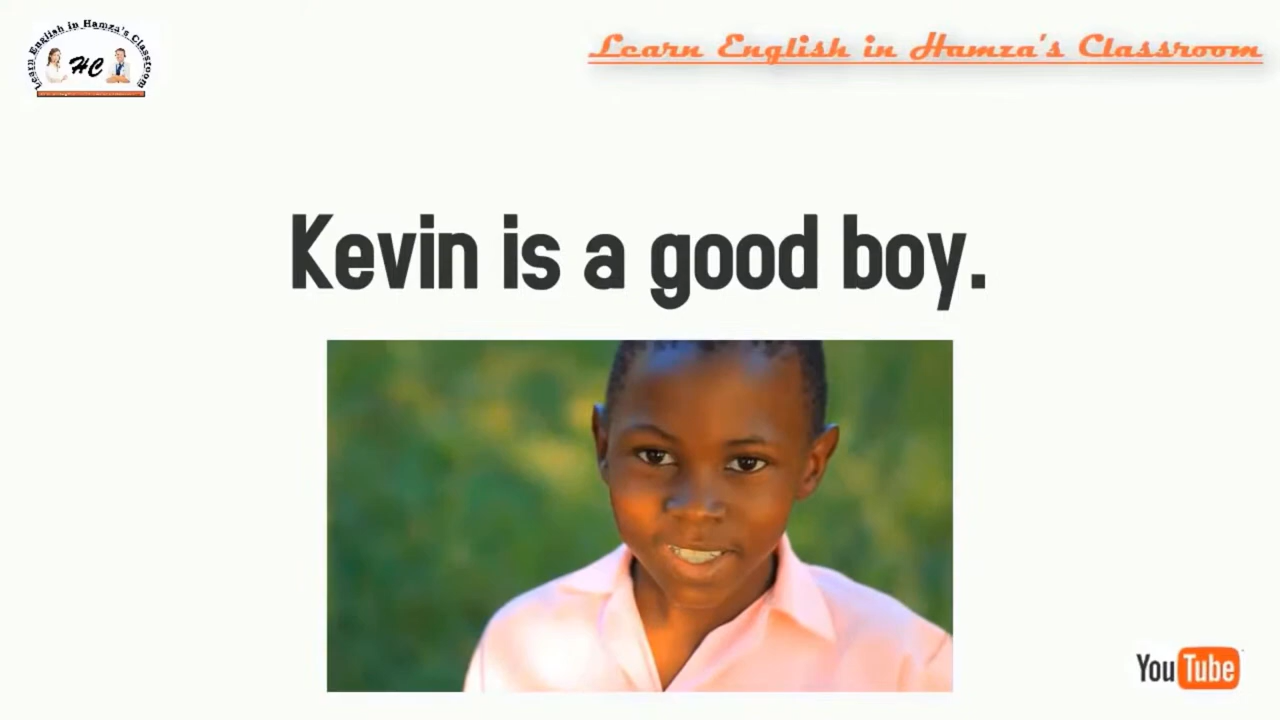 Learn English in Hamza's Classroom
HC
Learn English in Hamza's Classroom
Kevin is a good boy.
YouTube